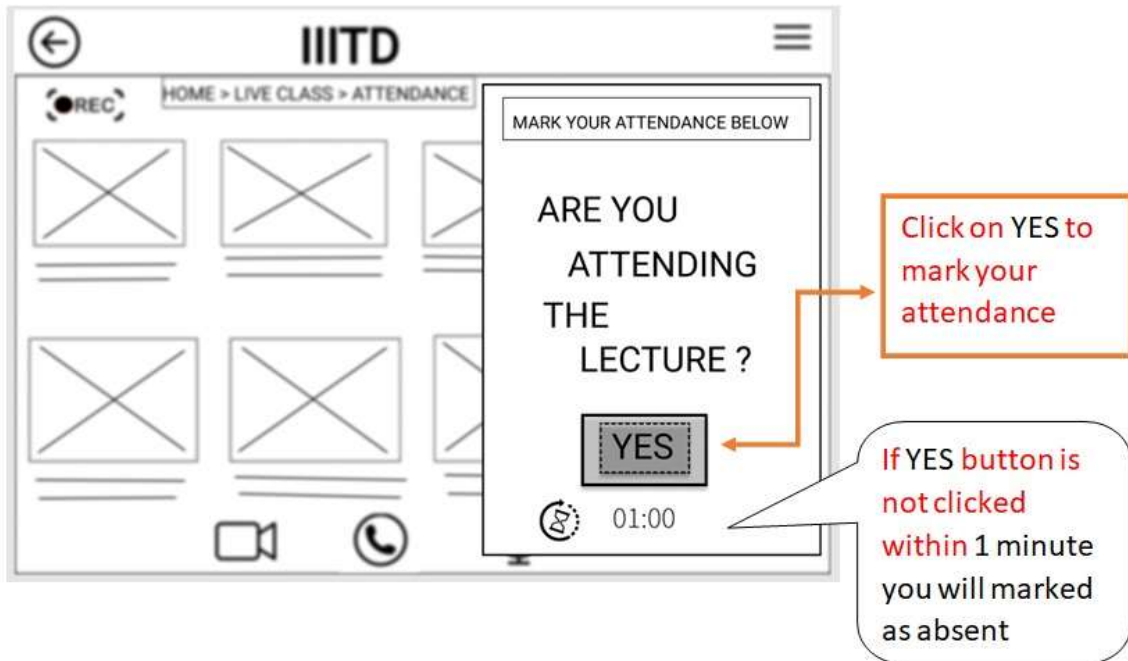 IIITD
REC
HOME > LIVE CLASS > ATTENDANCE
MARK YOUR ATTENDANCE BELOW
ARE YOU
ATTENDING
THE
LECTURE ?
YES
01:00
Click on YES to
mark your
attendance
If YES button is
not clicked
within 1 minute
you will marked
as absent